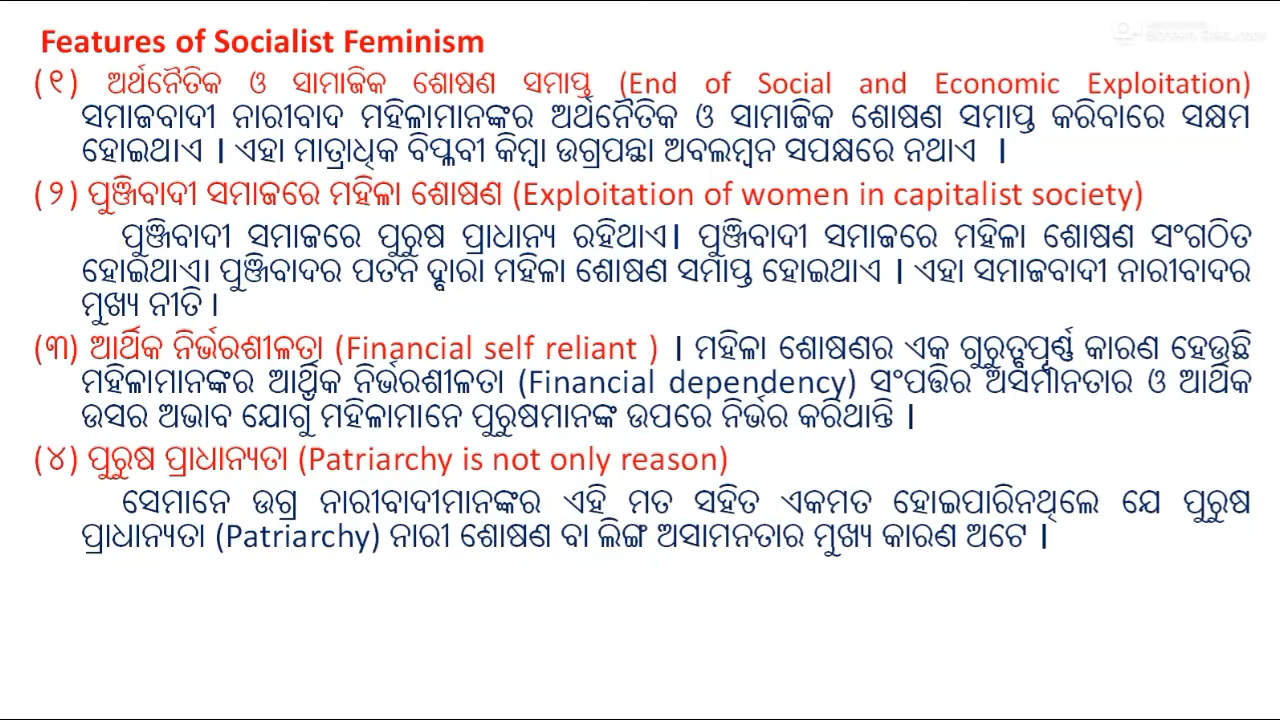 Features of Socialist Feminism
(୧) ଅର୍ଥନୈତିକ ଓ ସାମାଜିକ ଶୋଷଣ ସମାପ୍ତ (End of Social and Economic Exploitation)
ସମାଜବାଦୀ ନାରୀବାଦ ମହିଳାମାନଙ୍କର ଅର୍ଥନୈତିକ ଓ ସାମାଜିକ ଶୋଷଣ ସମାପ୍ତ କରିବାରେ ସକ୍ଷମ
ହୋଇଥାଏ । ଏହା ମାତ୍ରାଧିକ ବିପ୍ଳବୀ କିମ୍ବା ଉଗ୍ରପନ୍ଥା ଅବଲମ୍ବନ ସପକ୍ଷରେ ନଥାଏ ।
(୨) ପୁଞ୍ଜିବାଦୀ ସମାଜରେ ମହିଳା ଶୋଷଣ (Exploitation of women in capitalist society)
ପୁଞ୍ଜିବାଦୀ ସମାଜରେ ପୁରୁଷ ପ୍ରାଧାନ୍ୟ ରହିଥାଏ। ପୁଞ୍ଜିବାଦୀ ସମାଜରେ ମହିଳା ଶୋଷଣ ସଂଗଠିତ
ହୋଇଥାଏ। ପୁଞ୍ଜିବାଦର ପତନ ଦ୍ବାରା ମହିଳା ଶୋଷଣ ସମାପ୍ତ ହୋଇଥାଏ । ଏହା ସମାଜବାଦୀ ନାରୀବାଦର
ମୁଖ୍ୟ ନୀତି ।
(୩) ଆର୍ଥିକ ନିର୍ଭରଶୀଳତା (Financial self reliant ) । ମହିଳା ଶୋଷଣର ଏକ ଗୁରୁତ୍ବପୂର୍ଣ୍ଣ କାରଣ ହେଉଛି
ମହିଳାମାନଙ୍କର ଆର୍ଥିକ ନିର୍ଭରଶୀଳତା (Financial dependency) ସଂପତ୍ତିର ଅସମାନତାର ଓ ଆର୍ଥିକ
ଉସର ଅଭାବ ଯୋଗୁଁ ମହିଳାମାନେ ପୁରୁଷମାନଙ୍କ ଉପରେ ନିର୍ଭର କରିଥାନ୍ତି ।
(୪) ପୁରୁଷ ପ୍ରାଧାନ୍ୟତା (Patriarchy is not only reason)
ସେମାନେ ଉଗ୍ର ନାରୀବାଦୀମାନଙ୍କର ଏହି ମତ ସହିତ ଏକମତ ହୋଇପାରିନଥିଲେ ଯେ ପୁରୁଷ
ପ୍ରାଧାନ୍ୟତା (Patriarchy) ନାରୀ ଶୋଷଣ ବା ଲିଙ୍ଗ ଅସାମନତାର ମୁଖ୍ୟ କାରଣ ଅଟେ ।